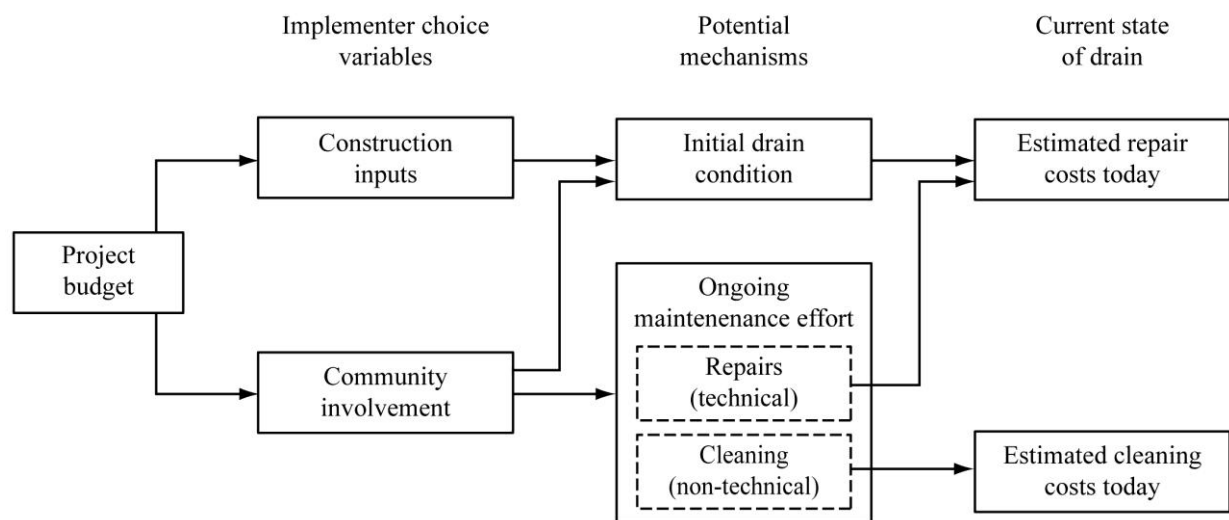 Implementer choice
variables
Potential
mechanisms
Current state
of drain
Construction
inputs
Initial drain
condition
Estimated repair
costs today
Project
budget
Ongoing
maintenenance effort
Repairs
(technical)
Community
involvement
Cleaning
(non-technical)
Estimated cleaning
costs today